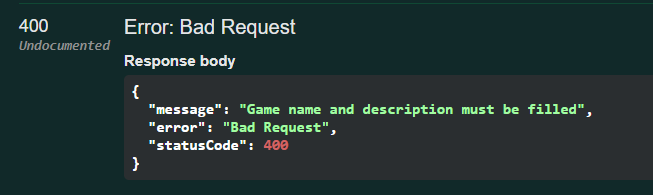 400
Undocumented
Error: Bad Request
Response body
{
  "message": "Game name and description must be filled",
  "error": "Bad Request",
  "statusCode": 400
}